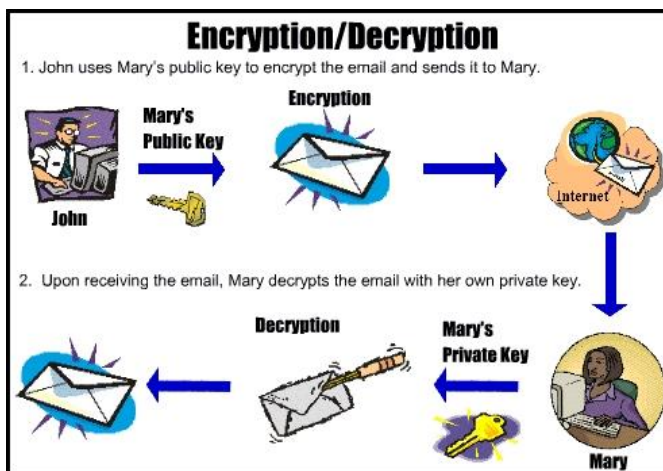 Encryption/Decryption
1. John uses Mary's public key to encrypt the email and sends it to Mary.
Mary's
Public Key
Encryption
John
Internet
2. Upon receiving the email, Mary decrypts the email with her own private key.
Decryption
Mary's
Private Key
Mary